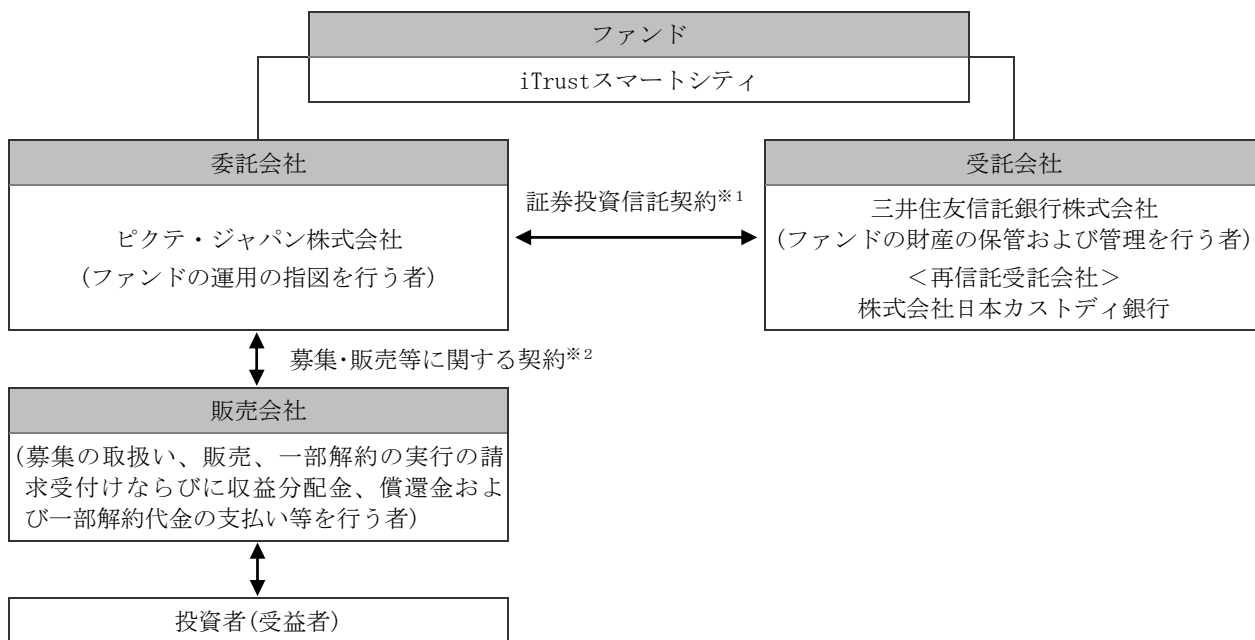 ファンド
iTrustスマートシティ
委託会社
ピクテ・ジャパン株式会社
(ファンドの運用の指図を行う者)
証券投資信託契約※1
受託会社
三井住友信託銀行株式会社
(ファンドの財産の保管および管理を行う者)
＜再信託受託会社＞
株式会社日本カストディ銀行
募集･販売等に関する契約※2
販売会社
(募集の取扱い、販売、一部解約の実行の請
求受付けならびに収益分配金、償還金およ
び一部解約代金の支払い等を行う者)
投資者(受益者)